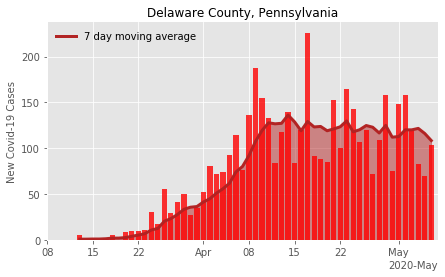 Delaware County, Pennsylvania
7 day moving average
New Covid-19 Cases
200
150
100
50
0
08 15 22 Apr 08 15 22 May
2020-May